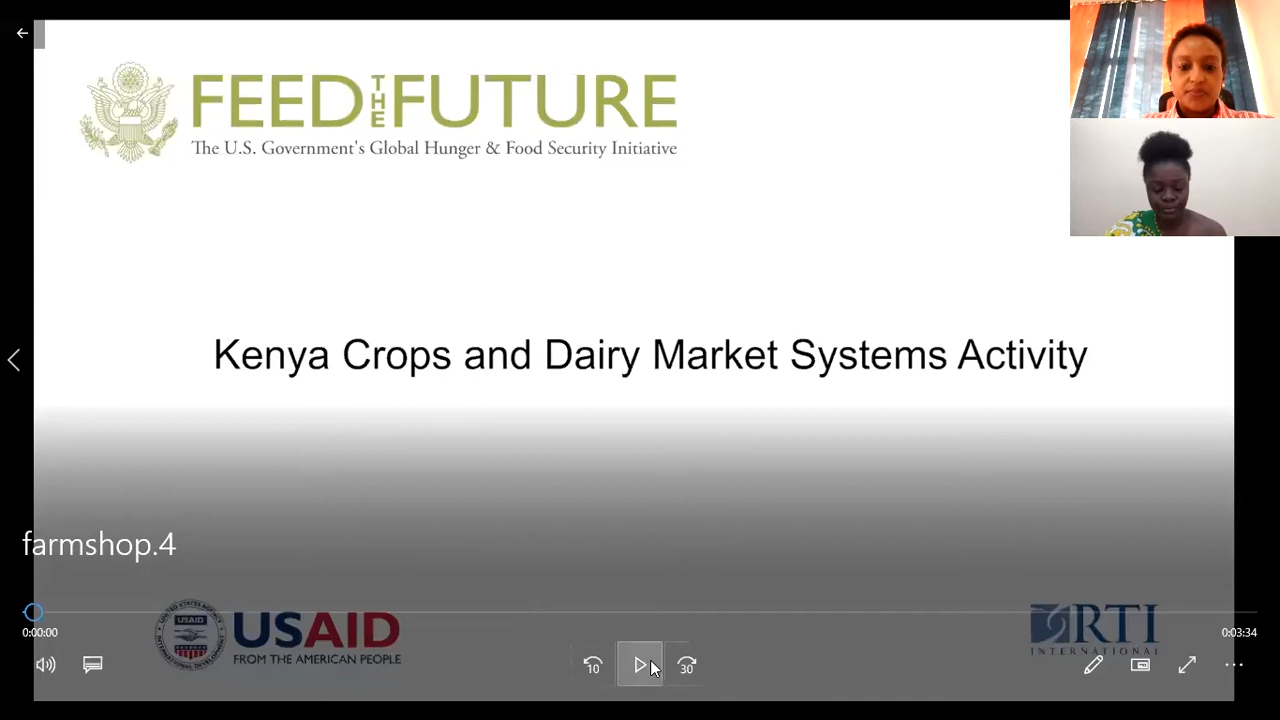 FEED THE FUTURE
The U.S. Government's Global Hunger & Food Security Initiative
Kenya Crops and Dairy Market Systems Activity
farmshop.4
0:00:00
0:03:34
USAID
USAID
FROM THE AMERICAN PEOPLE
RTI
INTERNATIONAL
10
30